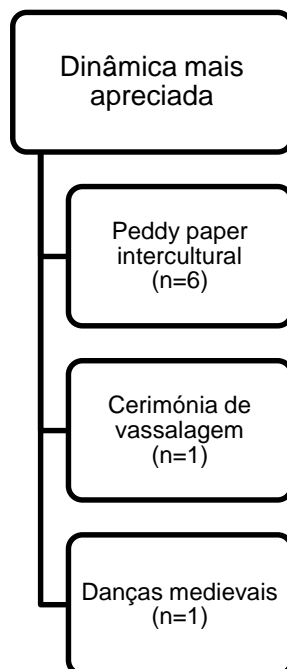 Dinâmica mais
apreciada
Peddy paper
intercultural
(n=6)
Cerimónia de
vassalagem
(n=1)
Danças medievais
(n=1)